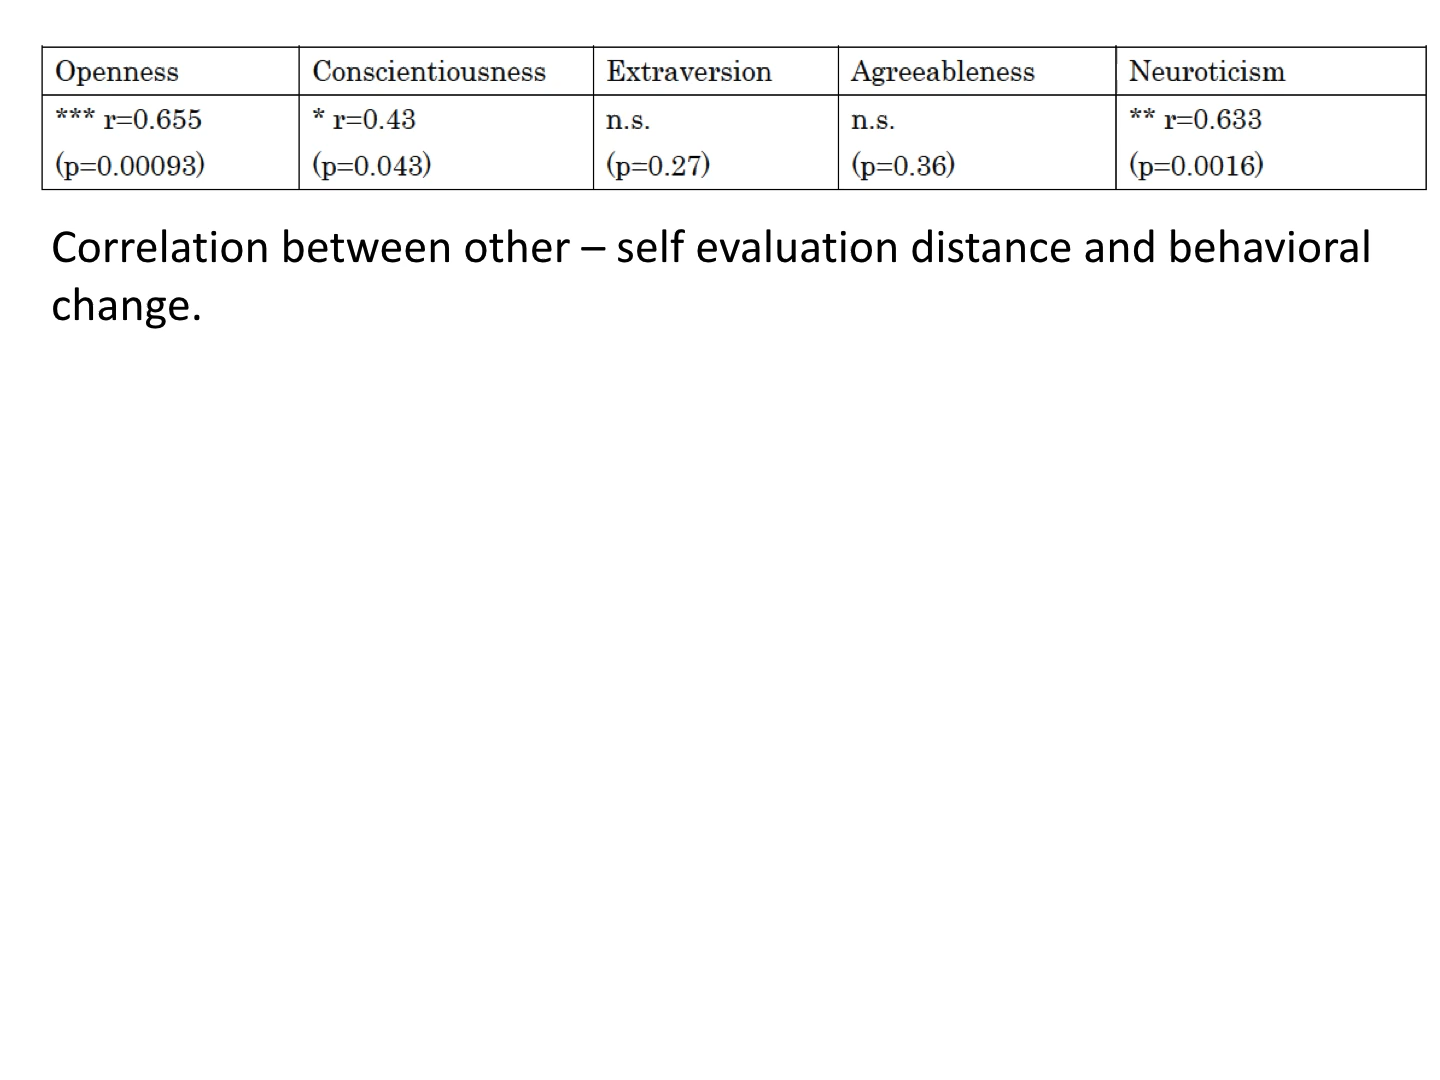 Openness Conscientiousness Extraversion Agreeableness Neuroticism
*** r=0.655 * r=0.43 n.s. n.s. ** r=0.633
(p=0.00093) (p=0.043) (p=0.27) (p=0.36) (p=0.0016)
Correlation between other – self evaluation distance and behavioral
change.